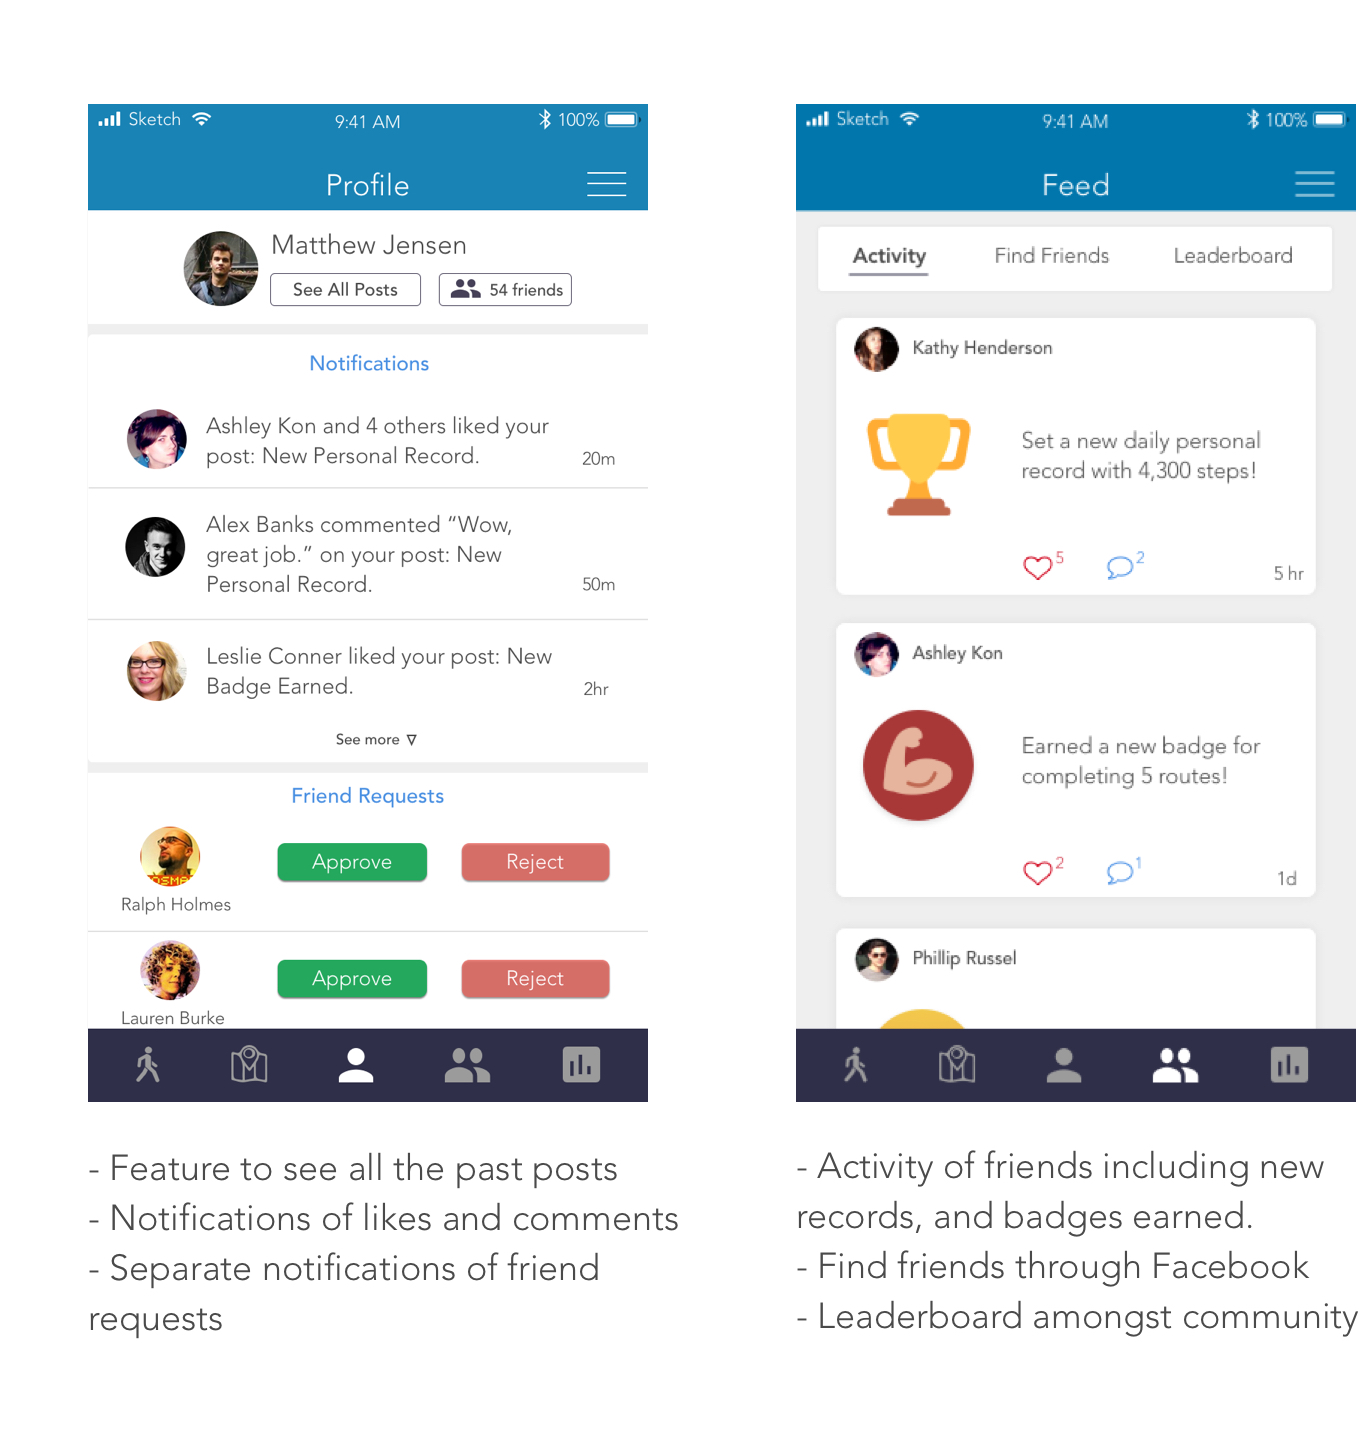 Sketch
9:41 AM
100%
Profile
Matthew Jensen
See All Posts
54 friends
Notifications
Ashley Kon and 4 others liked your
post: New Personal Record.
20m
Alex Banks commented “Wow,
great job.” on your post: New
Personal Record.
50m
Leslie Conner liked your post: New
Badge Earned.
2hr
See more
Friend Requests
Approve
Reject
Ralph Holmes
Approve
Reject
Lauren Burke
- Feature to see all the past posts
- Notifications of likes and comments
- Separate notifications of friend
requests
Sketch
9:41 AM
100%
Feed
Activity
Find Friends
Leaderboard
Kathy Henderson
Set a new daily personal
record with 4,300 steps!
5
2
5 hr
Ashley Kon
Earned a new badge for
completing 5 routes!
2
1
1d
Phillip Russel
- Activity of friends including new
records, and badges earned.
- Find friends through Facebook
- Leaderboard amongst community